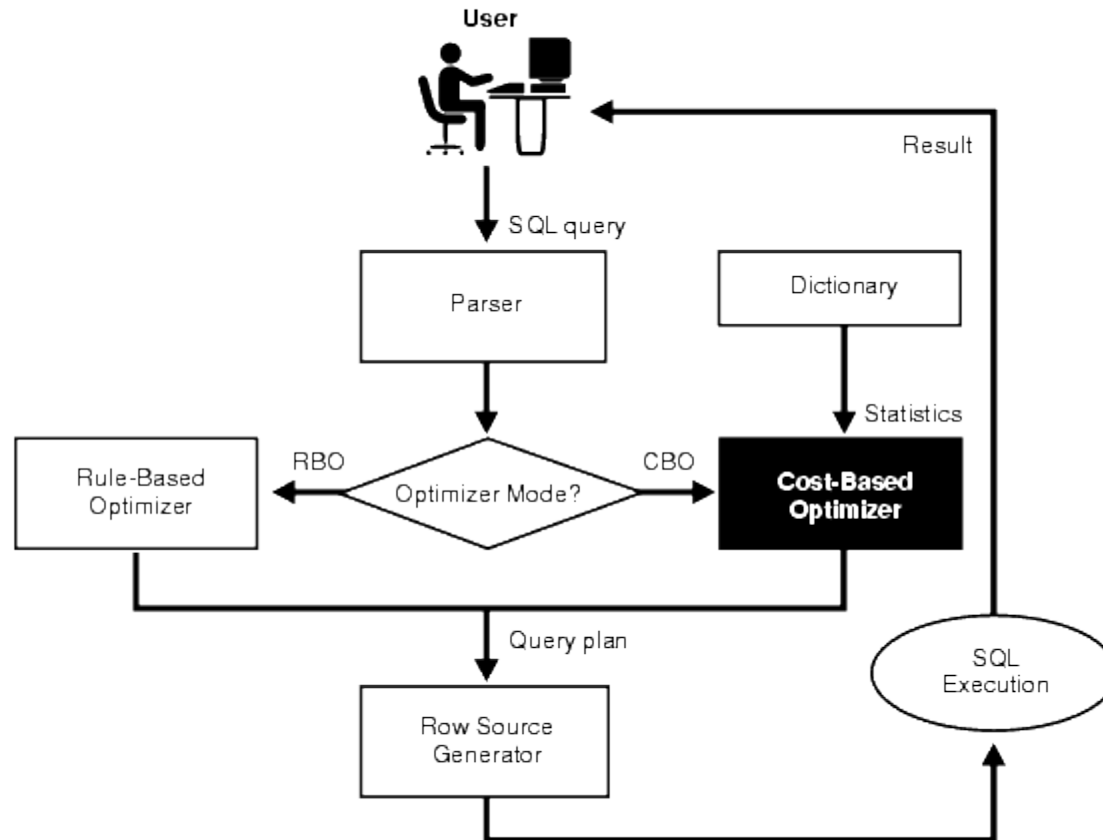 User
Result
SQL query
Parser
Dictionary
Statistics
RBO
CBO
Rule-Based
Optimizer
Optimizer Mode?
Cost-Based
Optimizer
Query plan
SQL
Execution
Row Source
Generator